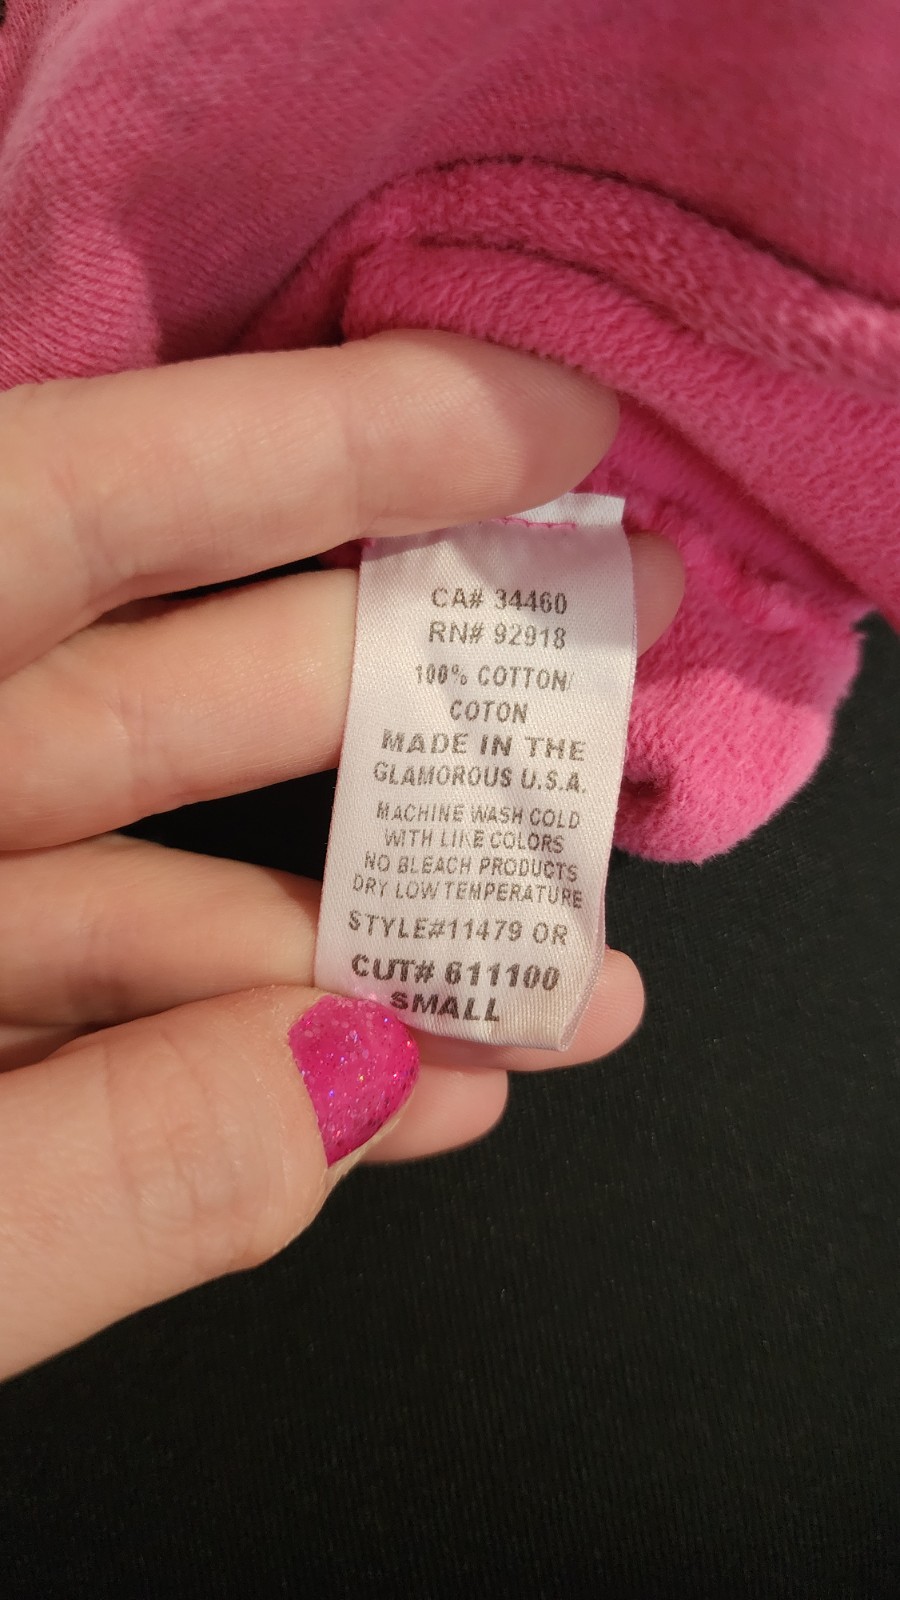 CA# 34460
RN# 92918
100% COTTON/
COTON
MADE IN THE
GLAMOROUS U.S.A.
MACHINE WASH COLD
WITH LIKE COLORS
NO BLEACH PRODUCTS
DRY LOW TEMPERATURE
STYLE#11479 OR
CUT# 611100
SMALL